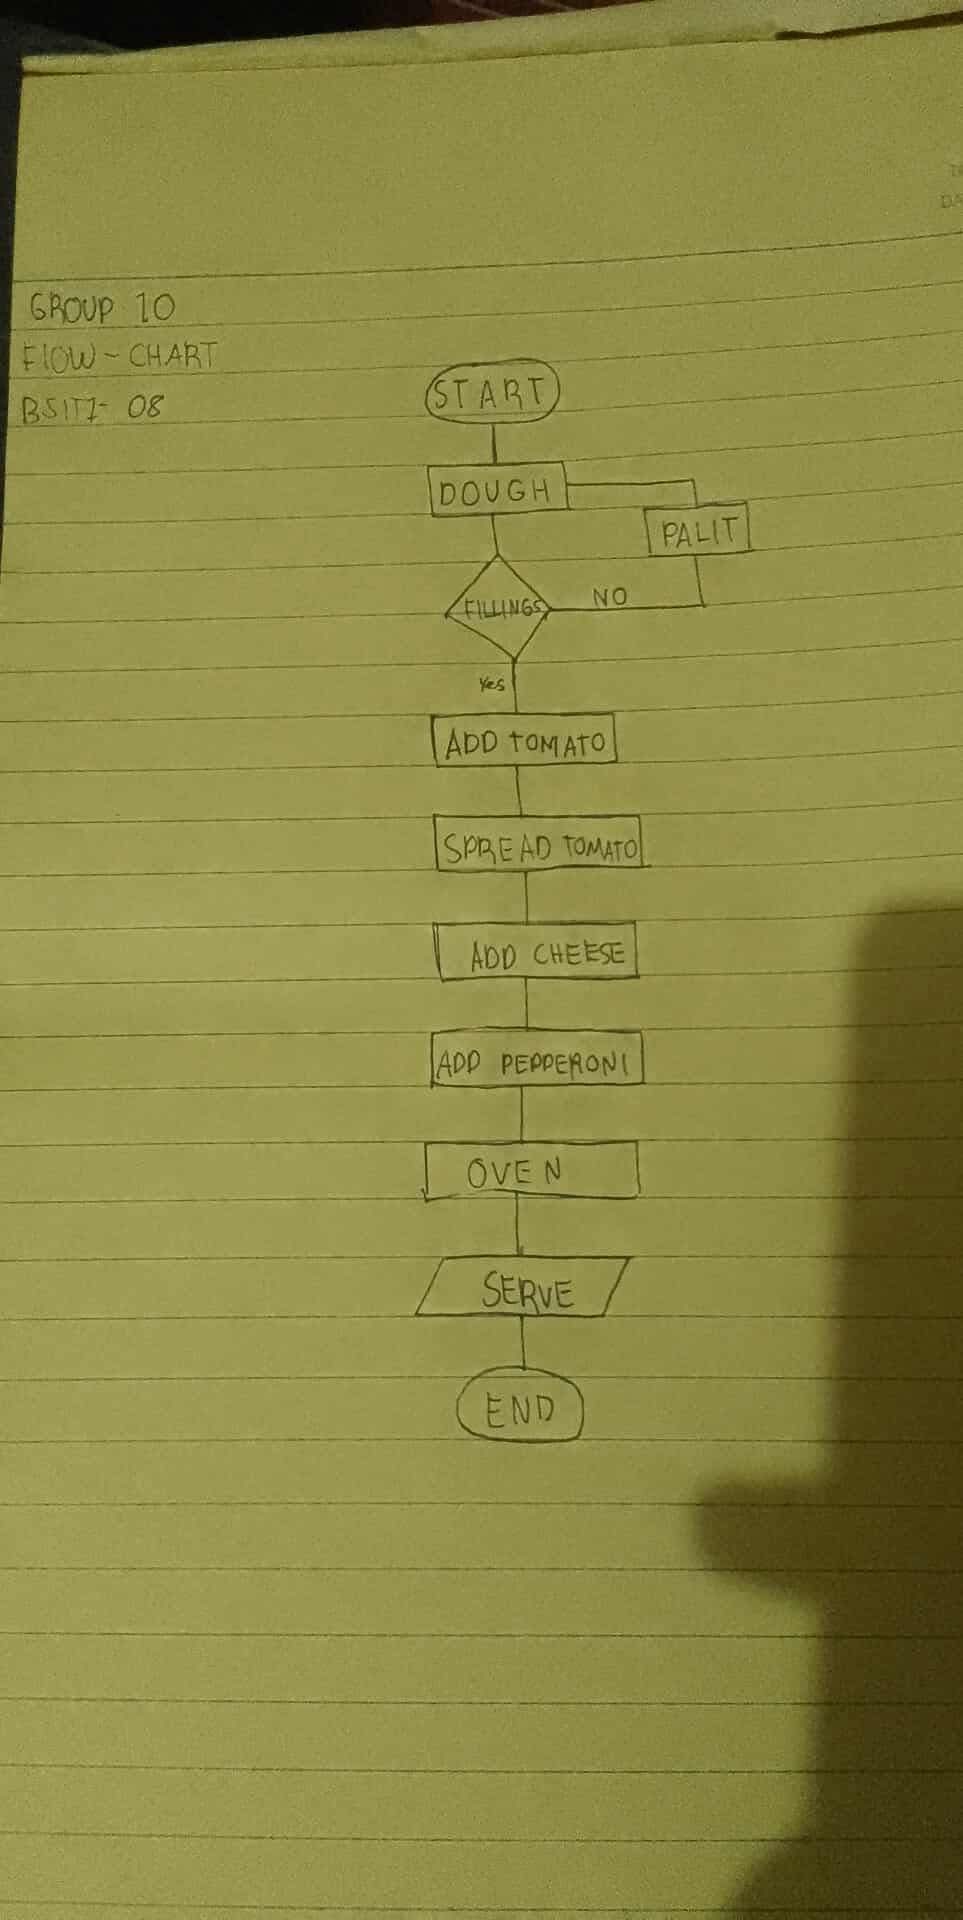 GROUP 10
FLOW-CHART
BSIT1-08
START
DOUGH
PALIT
FILLINGS
NO
Yes
ADD TOMATO
SPREAD TOMATO
ADD CHEESE
ADD PEPPERONI
OVEN
SERVE
END